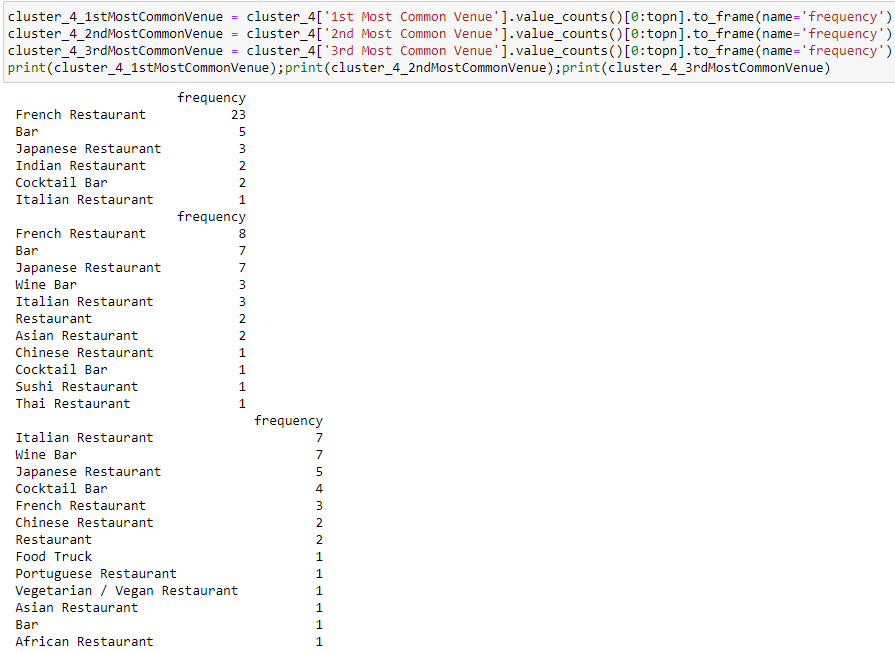 cluster_4_1stMostCommonVenue = cluster_4['1st Most Common Venue'].value_counts()[0:topn].to_frame(name='frequency')
cluster_4_2ndMostCommonVenue = cluster_4['2nd Most Common Venue'].value_counts()[0:topn].to_frame(name='frequency')
cluster_4_3rdMostCommonVenue = cluster_4['3rd Most Common Venue'].value_counts()[0:topn].to_frame(name='frequency')
print(cluster_4_1stMostCommonVenue);print(cluster_4_2ndMostCommonVenue);print(cluster_4_3rdMostCommonVenue)
frequency
French Restaurant 23
Bar 5
Japanese Restaurant 3
Indian Restaurant 2
Cocktail Bar 2
Italian Restaurant 1
frequency
French Restaurant 8
Bar 7
Japanese Restaurant 7
Wine Bar 3
Italian Restaurant 3
Restaurant 2
Asian Restaurant 2
Chinese Restaurant 1
Cocktail Bar 1
Sushi Restaurant 1
Thai Restaurant 1
frequency
Italian Restaurant 7
Wine Bar 7
Japanese Restaurant 5
Cocktail Bar 4
French Restaurant 3
Chinese Restaurant 2
Restaurant 2
Food Truck 1
Portuguese Restaurant 1
Vegetarian / Vegan Restaurant 1
Asian Restaurant 1
Bar 1
African Restaurant 1